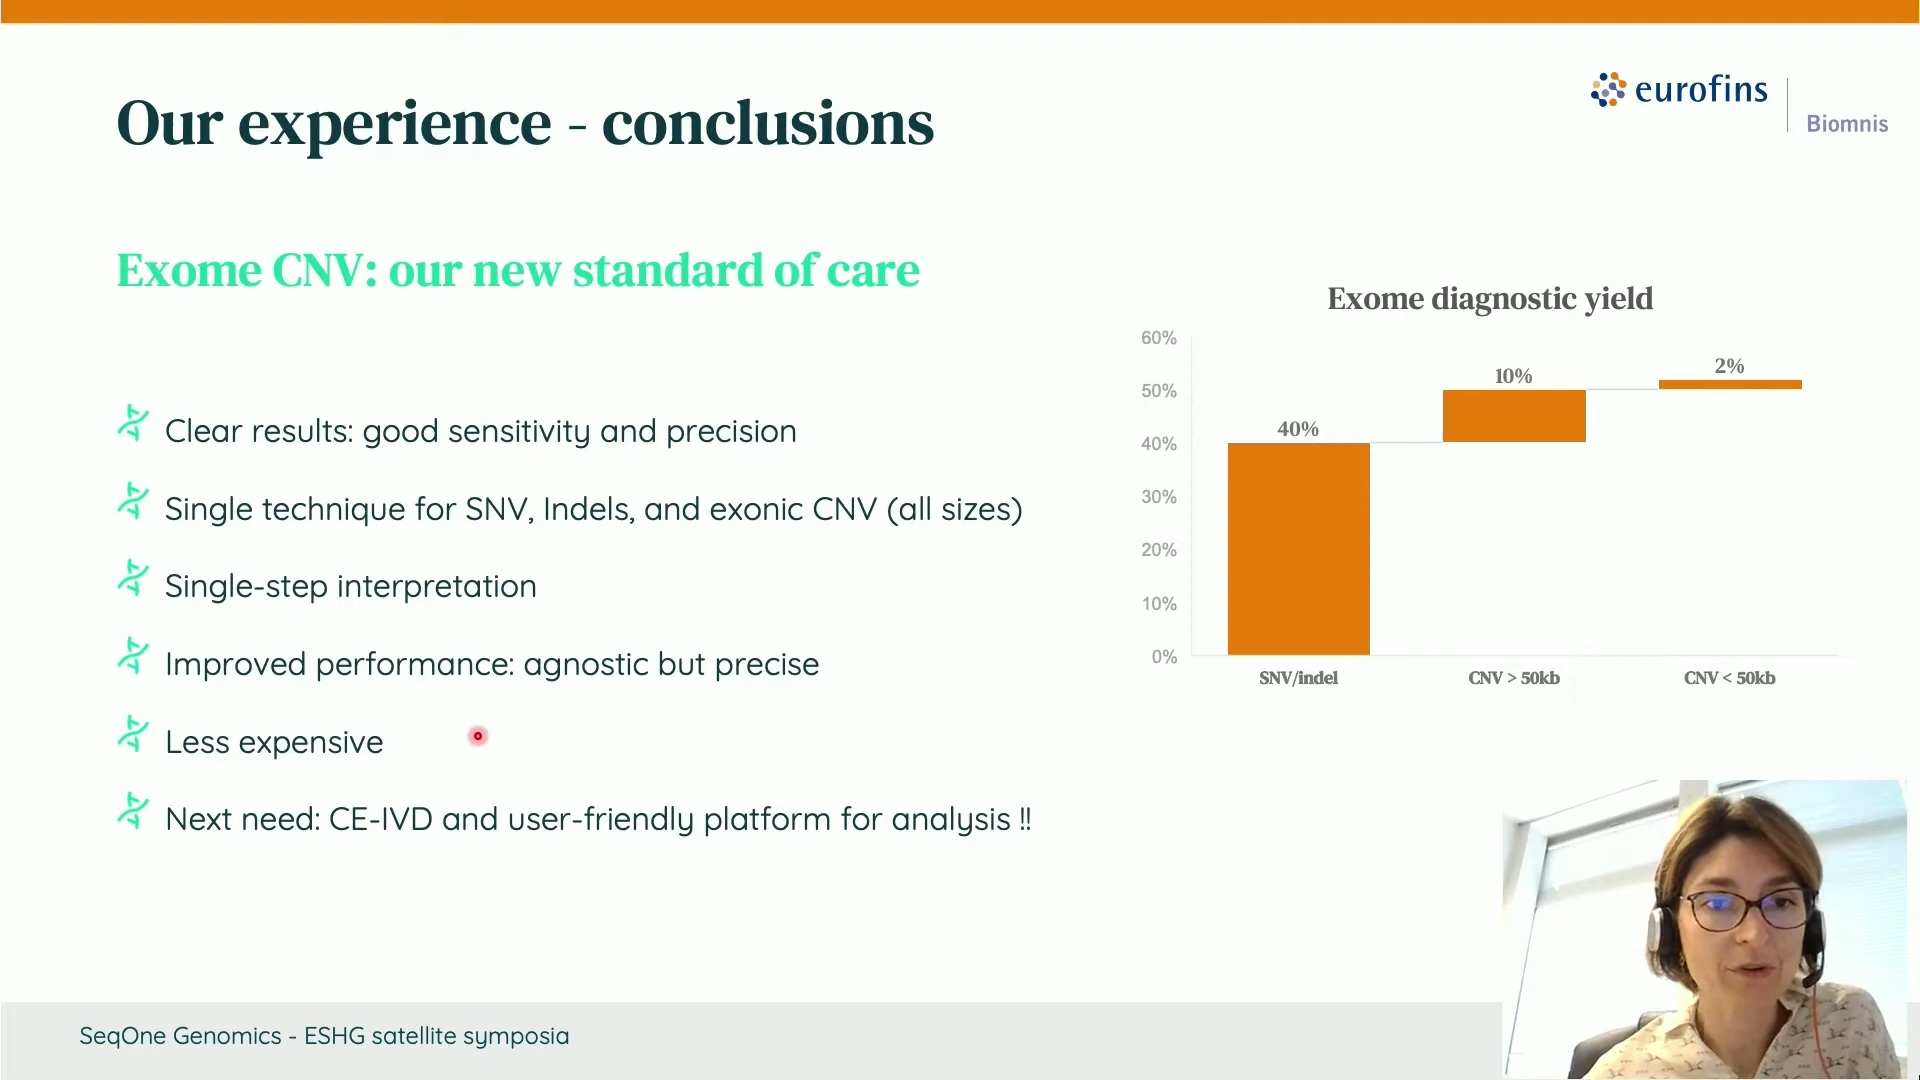 Our experience - conclusions
eurofins
Biomnis
Exome CNV: our new standard of care
Clear results: good sensitivity and precision
Single technique for SNV, Indels, and exonic CNV (all sizes)
Single-step interpretation
Improved performance: agnostic but precise
Less expensive
Next need: CE-IVD and user-friendly platform for analysis !!
Exome diagnostic yield
60%
50%
40%
30%
20%
10%
0%
40%
10%
2%
SNV/indel
CNV > 50kb
CNV < 50kb
SeqOne Genomics - ESHG satellite symposia